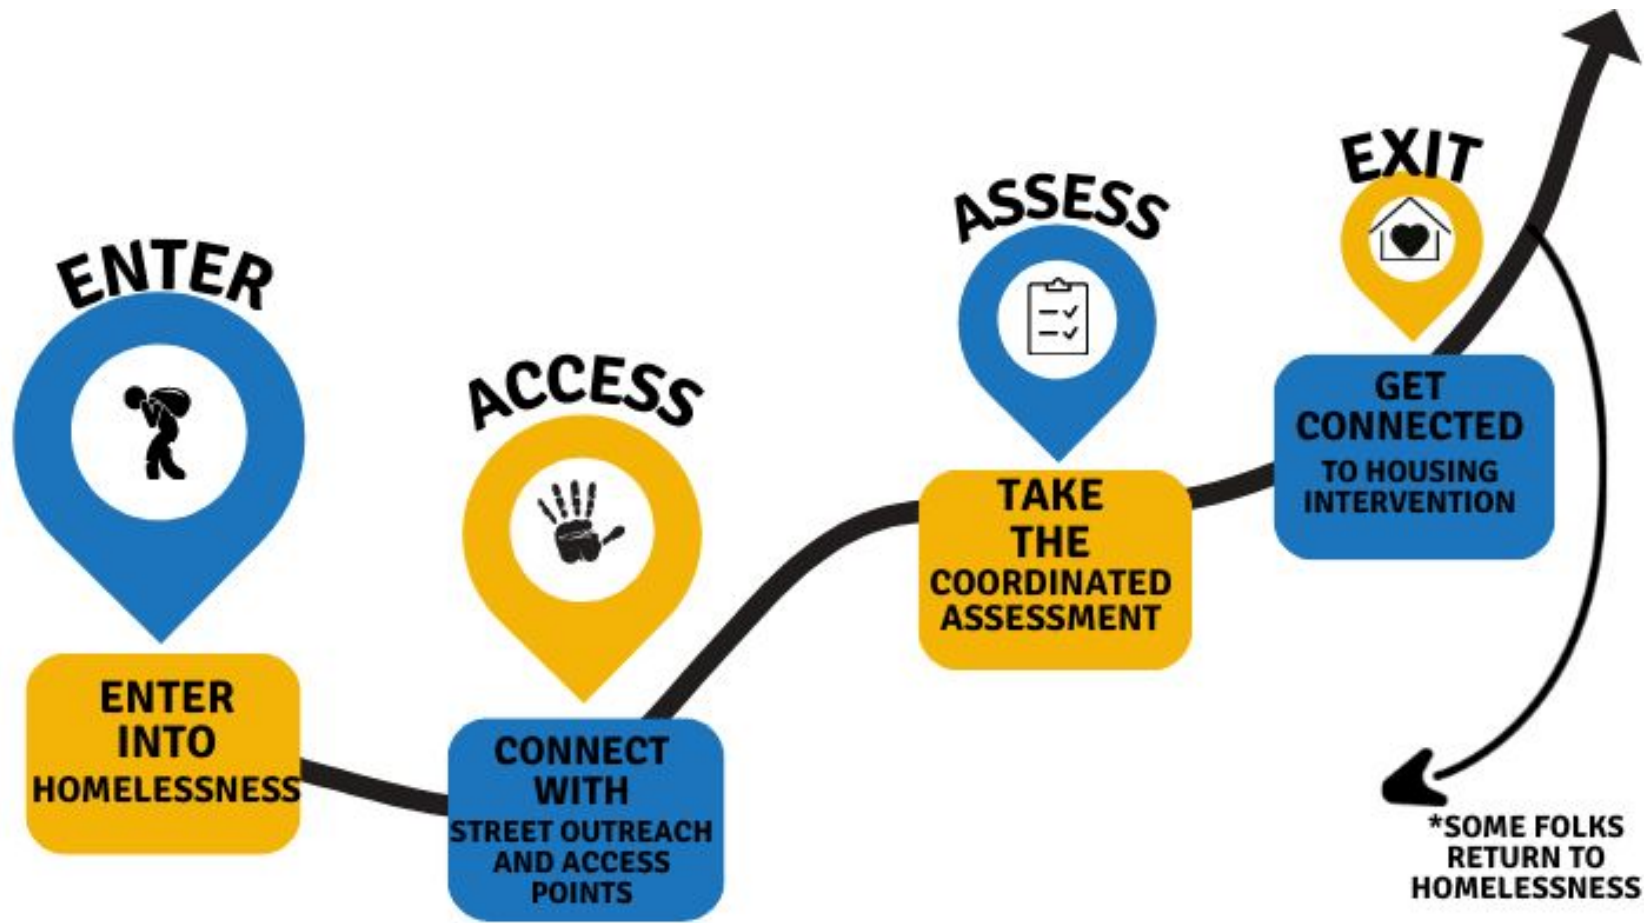 ENTER
ENTER
INTO
HOMELESSNESS
ACCESS
CONNECT
WITH
STREET OUTREACH
AND ACCESS
POINTS
ASSESS
TAKE
THE
COORDINATED
ASSESSMENT
EXIT
GET
CONNECTED
TO HOUSING
INTERVENTION
*SOME FOLKS
RETURN TO
HOMELESSNESS